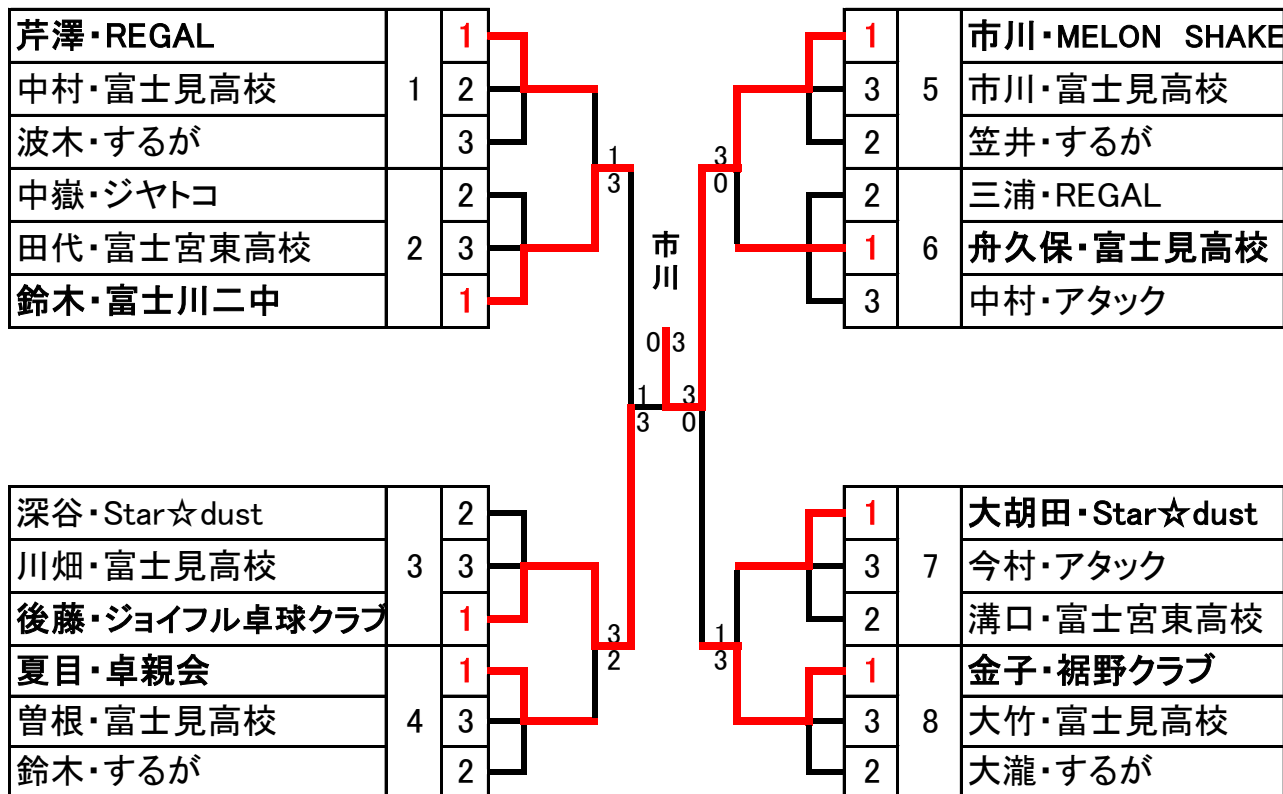 芹澤・REGAL 1
中村・富士見高校 1 2
波木・するが 3
中嶽・ジヤトコ 2
田代・富士宮東高校 2 3
鈴木・富士川二中 1
1
3
市川
0 3
1
3
3
0
3
0
1 市川・MELON SHAKE
3 5 市川・富士見高校
2 笠井・するが
2 三浦・REGAL
1 6 舟久保・富士見高校
3 中村・アタック
深谷・Star☆dust 2
川畑・富士見高校 3 3
後藤・ジョイフル卓球クラブ 1
夏目・卓親会 1
曽根・富士見高校 4 3
鈴木・するが 2
3
2
1
3
1 大胡田・Star☆dust
3 7 今村・アタック
2 溝口・富士宮東高校
1 金子・裾野クラブ
3 8 大竹・富士見高校
2 大瀧・するが